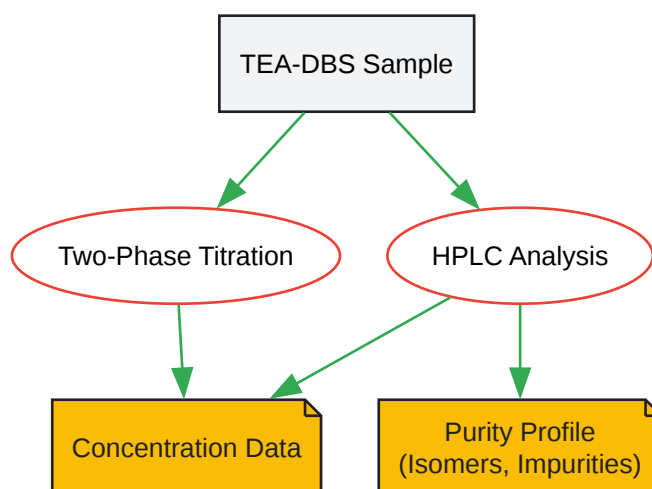 TEA-DBS Sample
Two-Phase Titration
HPLC Analysis
Concentration Data
Purity Profile
(Isomers, Impurities)